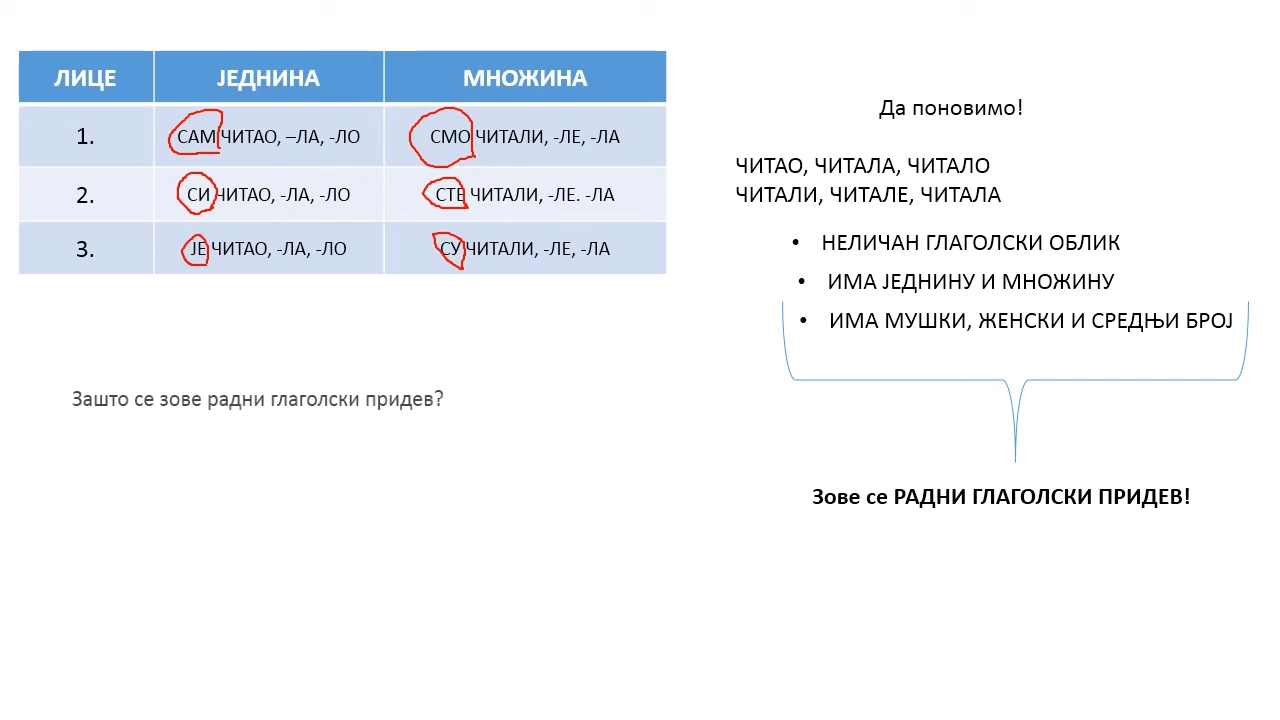 ЛИЦЕ ЈЕДНИНА МНОЖИНА
1. САМ ЧИТАО, –ЛА, -ЛО СМО ЧИТАЛИ, -ЛЕ, -ЛА
2. СИ ЧИТАО, -ЛА, -ЛО СТЕ ЧИТАЛИ, -ЛЕ. -ЛА
3. ЈЕ ЧИТАО, -ЛА, -ЛО СУ ЧИТАЛИ, -ЛЕ, -ЛА
Зашто се зове радни глаголски придев?
Да поновимо!
ЧИТАО, ЧИТАЛА, ЧИТАЛО
ЧИТАЛИ, ЧИТАЛЕ, ЧИТАЛА
• НЕЛИЧАН ГЛАГОЛСКИ ОБЛИК
• ИМА ЈЕДНИНУ И МНОЖИНУ
• ИМА МУШКИ, ЖЕНСКИ И СРЕДЊИ БРОЈ
Зове се РАДНИ ГЛАГОЛСКИ ПРИДЕВ!